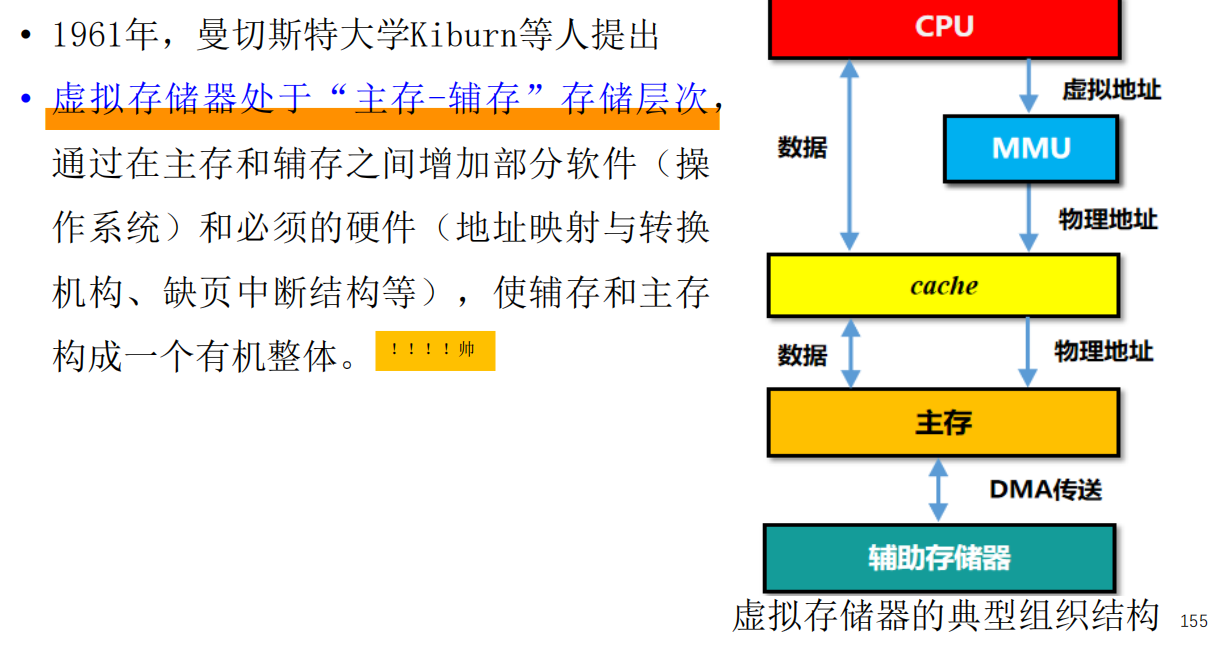 • 1961年，曼切斯特大学Kiburn等人提出
• 虚拟存储器处于“主存-辅存”存储层次，
通过在主存和辅存之间增加部分软件（操
作系统）和必须的硬件（地址映射与转换
机构、缺页中断结构等），使辅存和主存
构成一个有机整体。
！！！！帅
CPU
虚拟地址
数据
MMU
物理地址
cache
数据
物理地址
主存
DMA传送
辅助存储器
虚拟存储器的典型组织结构
155